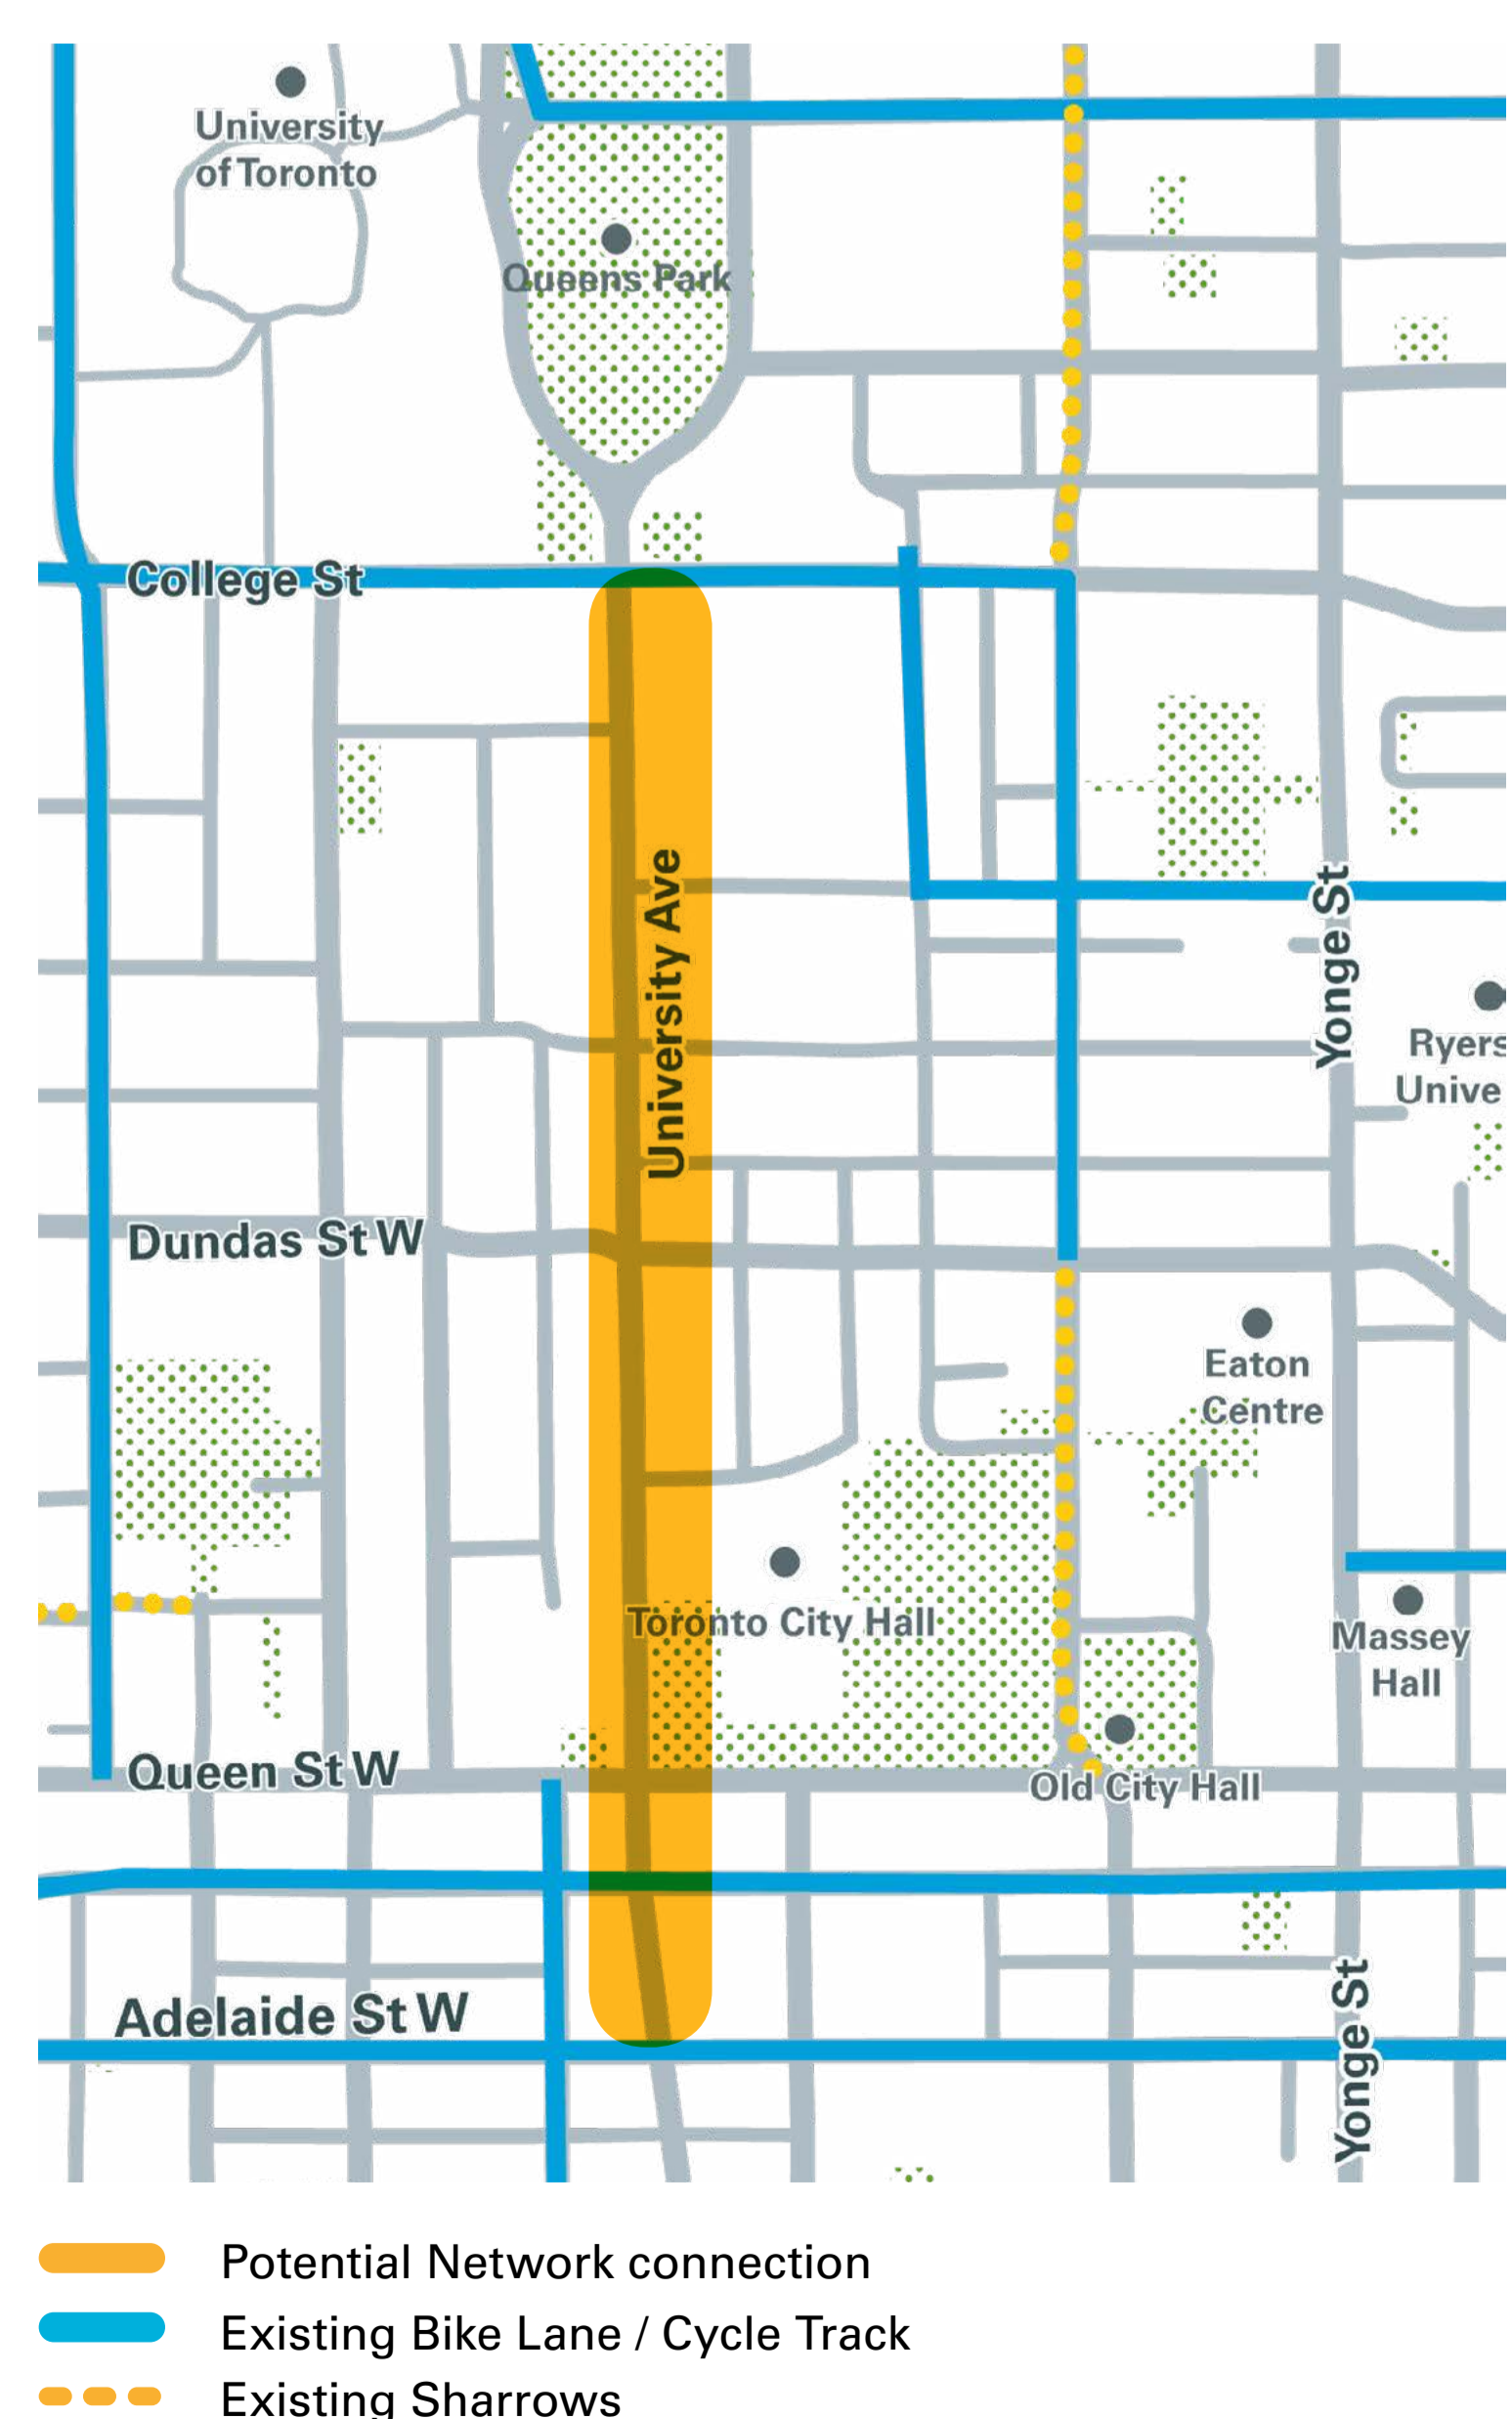 University
of Toronto
Queens Park
College St
University Ave
Yonge St
Ryers
Unive
Dundas St W
Eaton
Centre
Toronto City Hall
Massey
Hall
Queen St W
Old City Hall
Adelaide St W
Yonge St
Potential Network connection
Existing Bike Lane / Cycle Track
Existing Sharrows